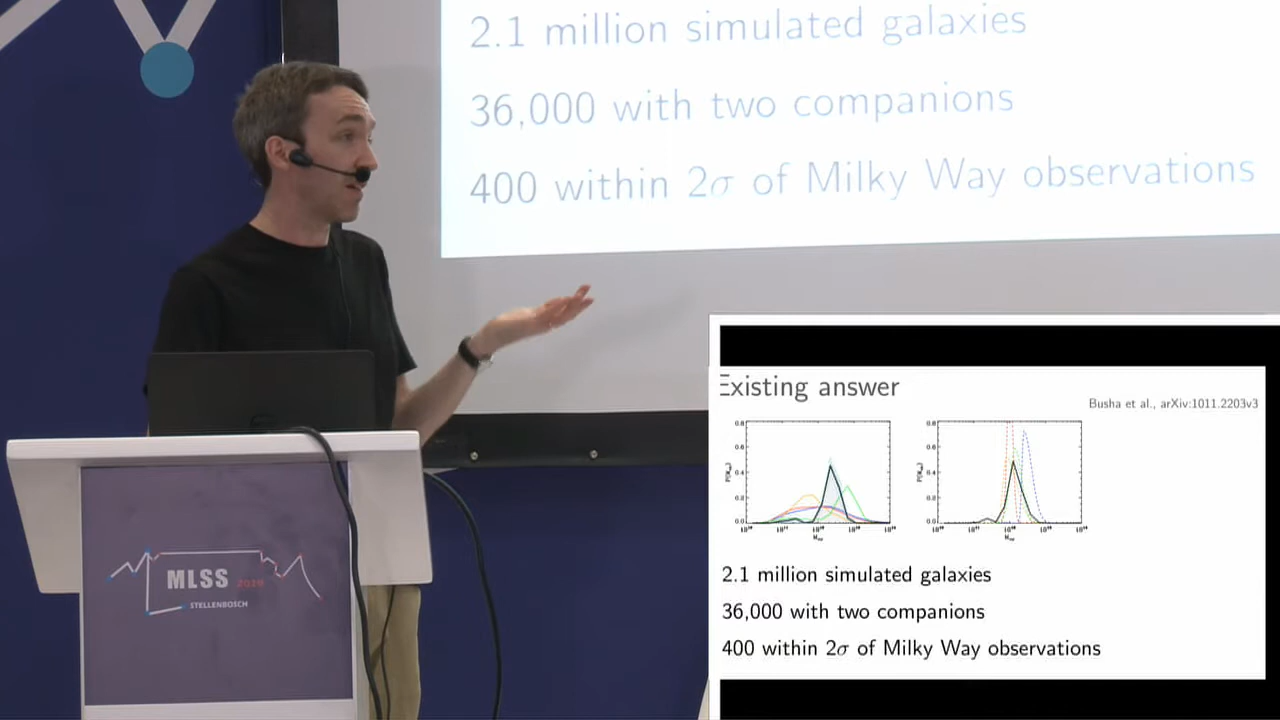 2.1 million simulated galaxies
36,000 with two companions
400 within 2σ of Milky Way observations
MLSS 2019
STELLENBOSCH
Existing answer
Busha et al., arXiv:1011.2203v3
2.1 million simulated galaxies
36,000 with two companions
400 within 2σ of Milky Way observations